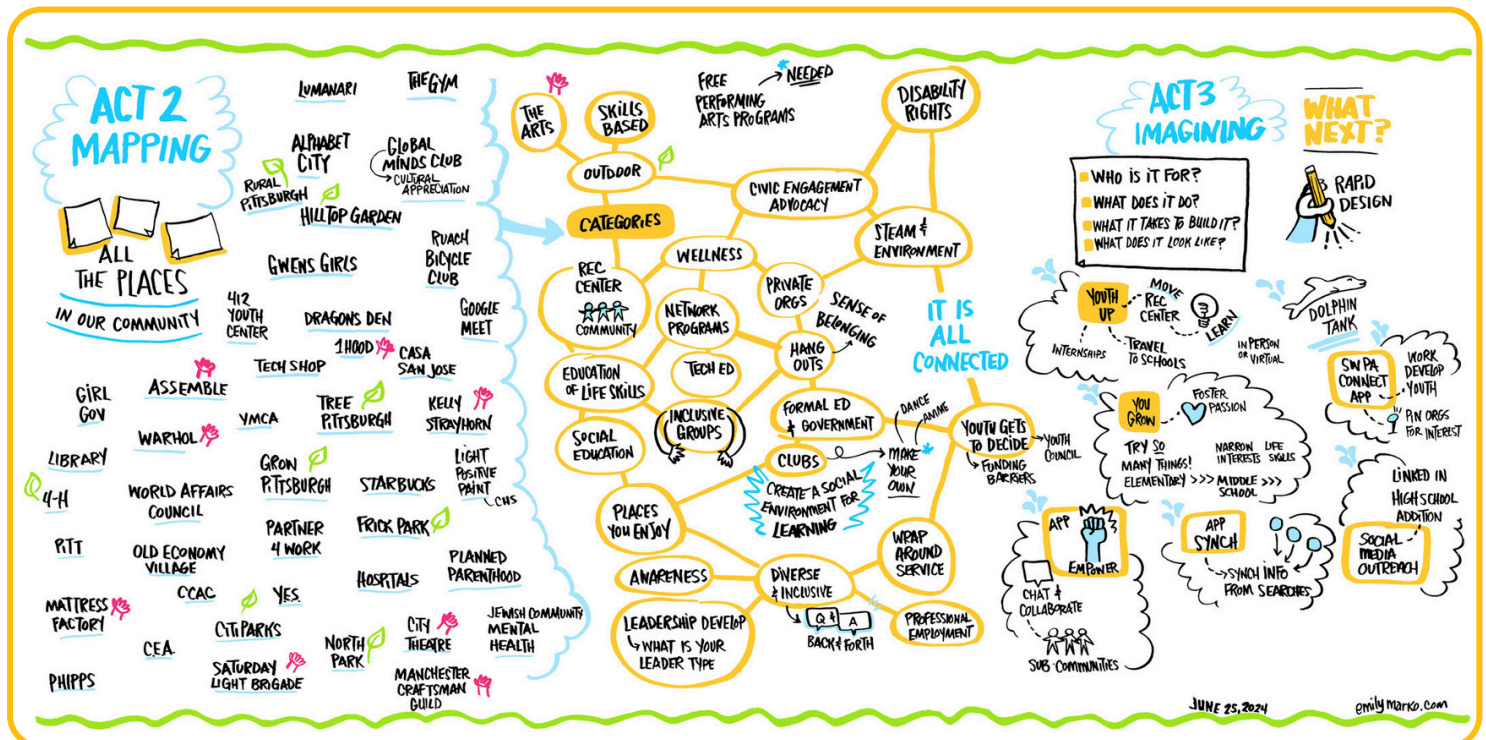 ACT 2
MAPPING
ALL
THE PLACES
IN OUR COMMUNITY
LUMANARI
THE GYM
ALPHABET
CITY
GLOBAL
MINDS CLUB
CULTURAL
APPRECIATION
RURAL
PITTSBURGH
HILLTOP GARDEN
GWENS GIRLS
RUACH
BICYCLE
CLUB
412
YOUTH
CENTER
DRAGONS DEN
GOOGLE
MEET
1HOOD
CASA
SAN JOSE
TECH SHOP
ASSEMBLE
GIRL
GOV
YMCA
TREE
PITTSBURGH
KELLY
STRAYHORN
WARHOL
LIBRARY
GRON
PITTSBURGH
STARBUCKS
LIGHT
POSITIVE
PAINT
CHS
4-H
WORLD AFFAIRS
COUNCIL
PARTNER
4 WORK
FRICK PARK
PITT
OLD ECONOMY
VILLAGE
HOSPITALS
PLANNED
PARENTHOOD
CCAC
YES.
MATTRESS
FACTORY
CITIPARKS
CITY
THEATRE
JEWISH COMMUNITY
MENTAL
HEALTH
C.E.A.
NORTH
PARK
SATURDAY
LIGHT BRIGADE
MANCHESTER
CRAFTSMAN
GUILD
PHIPPS
THE
ARTS
SKILLS
BASED
OUTDOOR
CATEGORIES
FREE
PERFORMING
ARTS PROGRAMS
NEEDED
DISABILITY
RIGHTS
CIVIC ENGAGEMENT
ADVOCACY
STEAM &
ENVIRONMENT
WELLNESS
REC
CENTER
COMMUNITY
PRIVATE
ORGS
NETWORK
PROGRAMS
SENSE OF
BELONGING
HANG
OUTS
TECH ED
EDUCATION
OF LIFE SKILLS
INCLUSIVE
GROUPS
FORMAL ED
& GOVERNMENT
IT IS
ALL
CONNECTED
SOCIAL
EDUCATION
CLUBS
DANCE
ANIME
MAKE
YOUR
OWN
YOUTH GETS
TO DECIDE
YOUTH
COUNCIL
FUNDING
BARRIERS
CREATE A SOCIAL
ENVIRONMENT FOR
LEARNING
PLACES
YOU ENJOY
WRAP
AROUND
SERVICE
AWARENESS
DIVERSE
& INCLUSIVE
Q &
A
BACK & FORTH
PROFESSIONAL
EMPLOYMENT
LEADERSHIP DEVELOP
WHAT IS YOUR
LEADER TYPE
ACT 3
IMAGINING
WHAT
NEXT?
WHO IS IT FOR?
WHAT DOES IT DO?
WHAT IT TAKES TO BUILD IT?
WHAT DOES IT LOOK LIKE?
RAPID
DESIGN
YOUTH
UP
MOVE
REC
CENTER
LEARN
INTERNSHIPS
TRAVEL
TO SCHOOLS
IN PERSON
OR VIRTUAL
DOLPHIN
TANK
SWPA
CONNECT
APP
WORK
DEVELOP
YOUTH
PIN ORGS
FOR INTEREST
YOU
GROW
FOSTER
PASSION
TRY SO
MANY THINGS!
ELEMENTARY >>> MIDDLE >>>
SCHOOL
NARROW
INTERESTS
LIFE
SKILLS
APP
EMPOWER
CHAT &
COLLABORATE
SUB-COMMUNITIES
APP
SYNCH
SYNCH INFO
FROM SEARCHES
LINKED IN
HIGH SCHOOL
ADDITION
SOCIAL
MEDIA
OUTREACH
JUNE 25, 2024
emilymarko.com